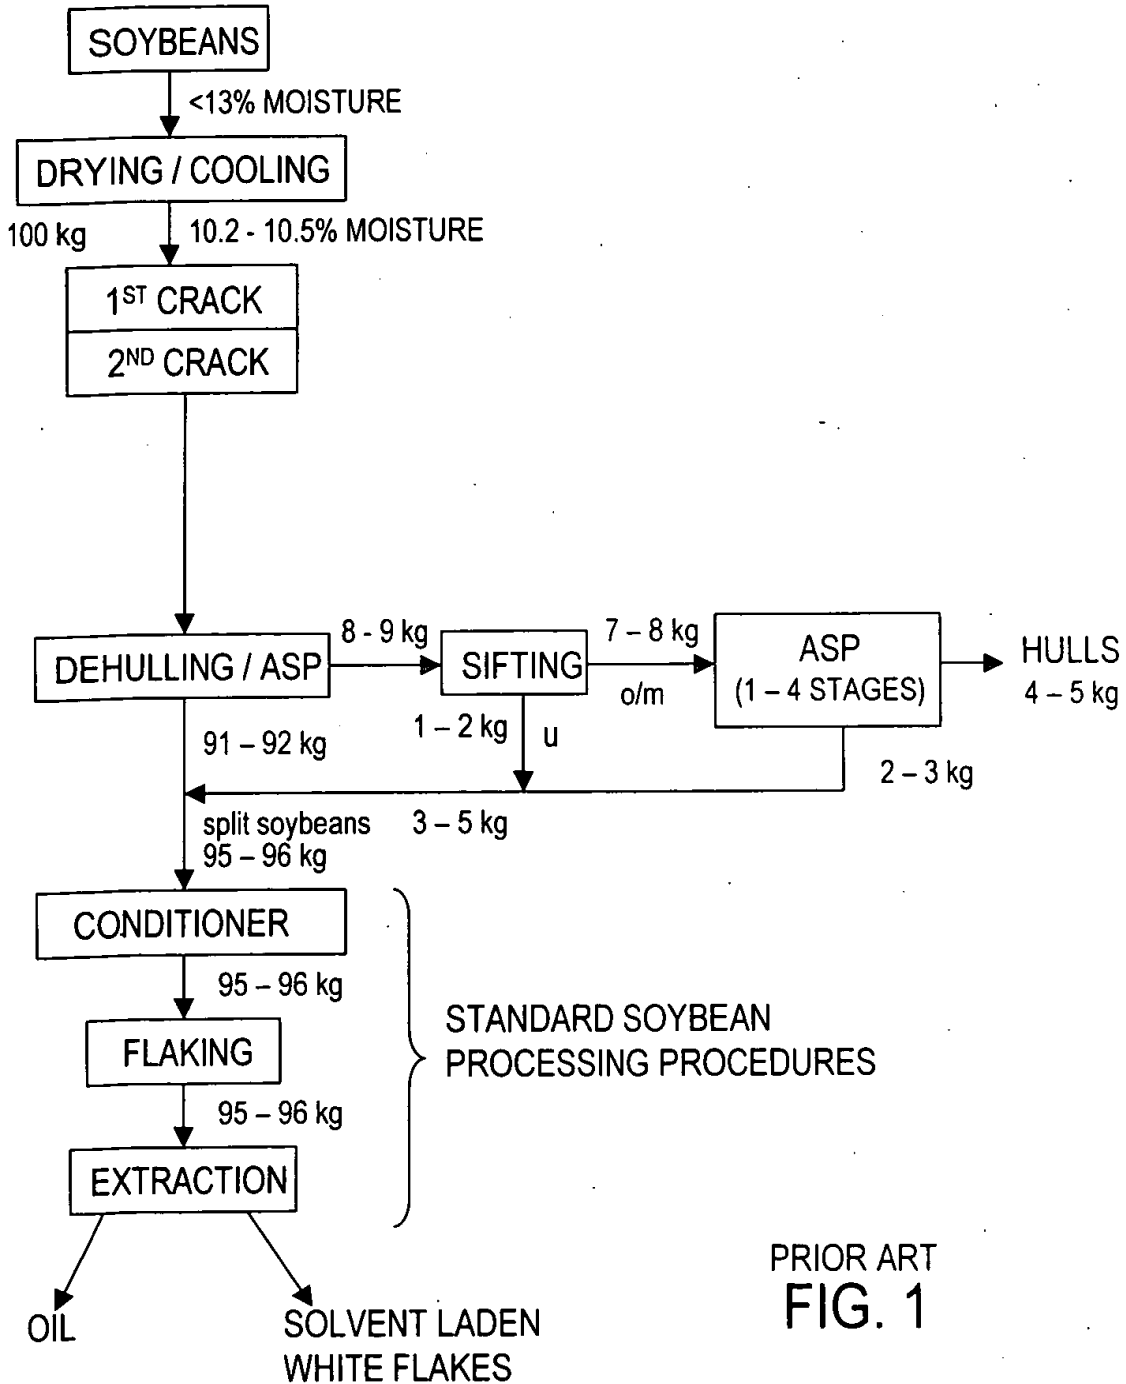 SOYBEANS
<13% MOISTURE
DRYING / COOLING
100 kg
10.2 - 10.5% MOISTURE
1ST CRACK
2ND CRACK
DEHULLING / ASP
8 - 9 kg
SIFTING
7 – 8 kg
o/m
ASP
(1 – 4 STAGES)
HULLS
4 – 5 kg
91 – 92 kg
1 – 2 kg
u
2 – 3 kg
split soybeans
95 – 96 kg
3 – 5 kg
CONDITIONER
95 – 96 kg
FLAKING
95 – 96 kg
EXTRACTION
STANDARD SOYBEAN
PROCESSING PROCEDURES
OIL
SOLVENT LADEN
WHITE FLAKES
PRIOR ART
FIG. 1